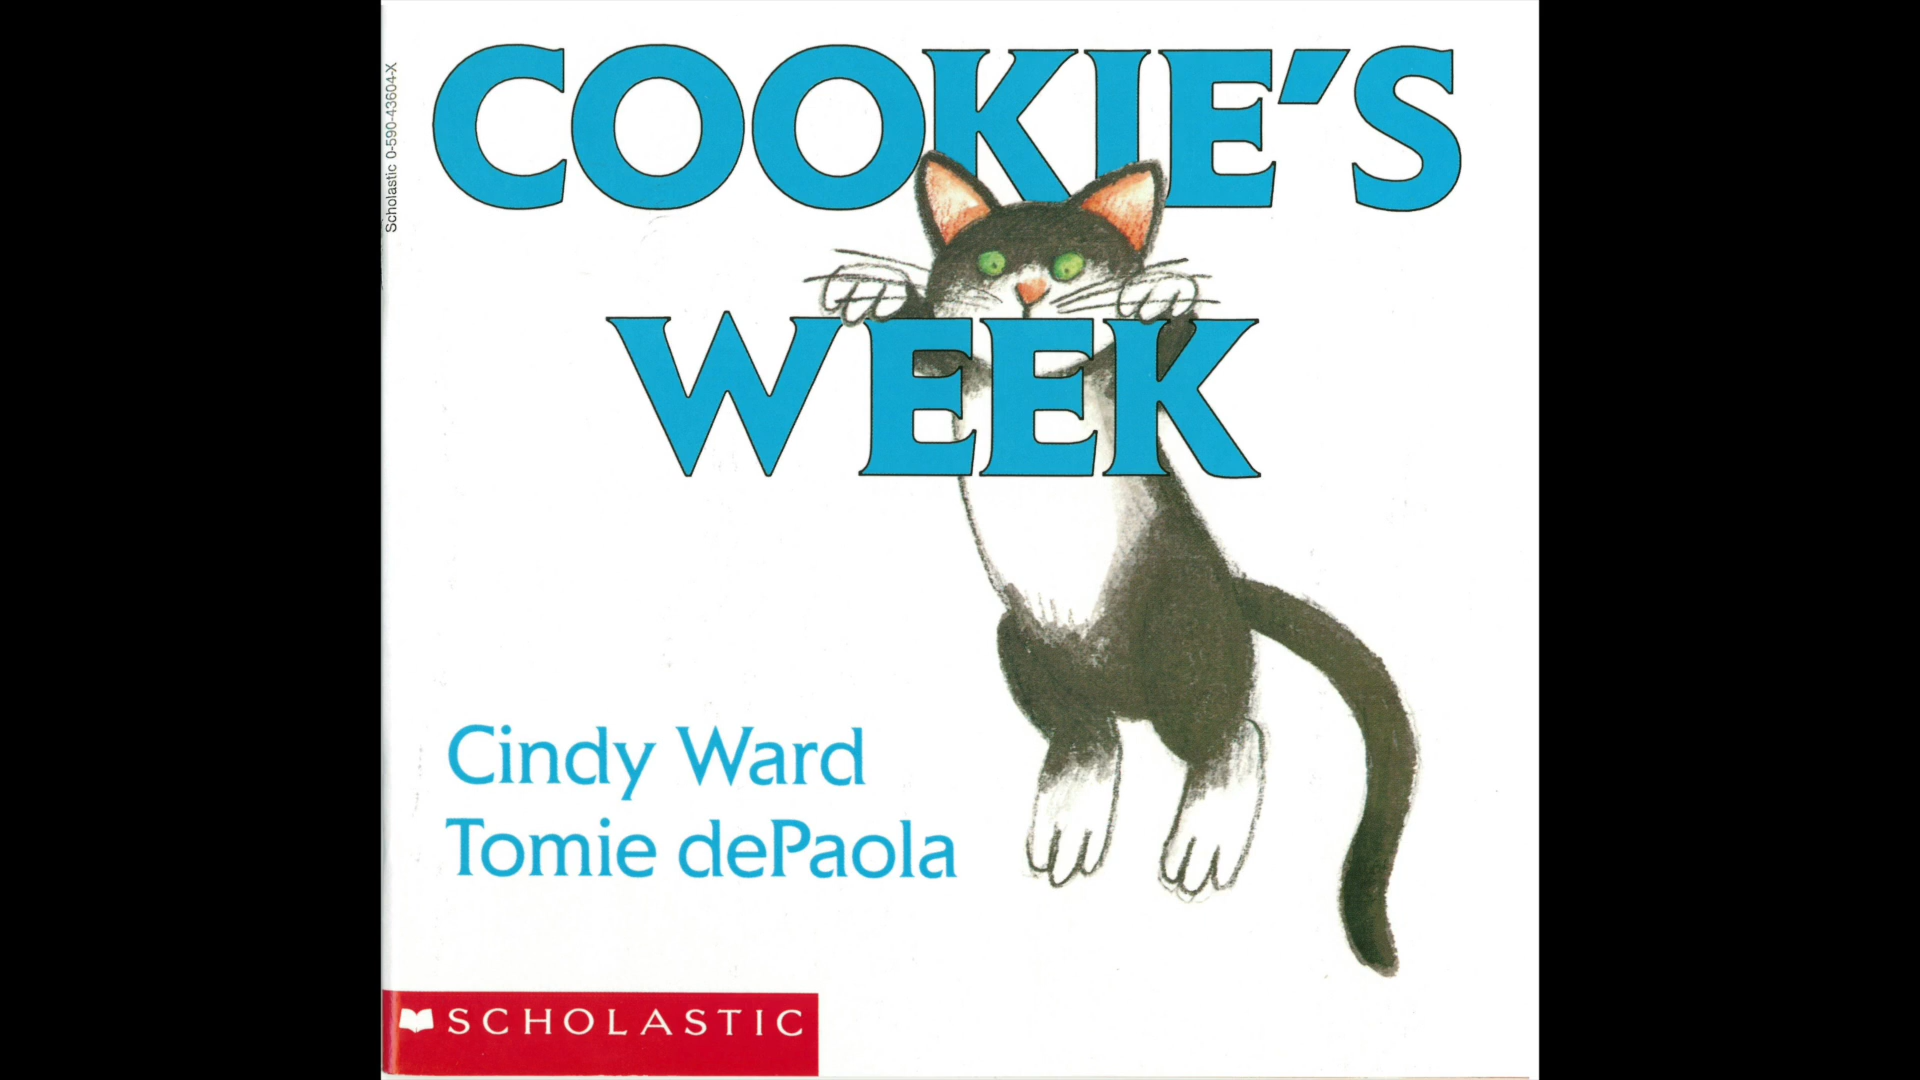 COOKIE'S
WEEK
Cindy Ward
Tomie dePaola
SCHOLASTIC
Scholastic 0-590-43604-X